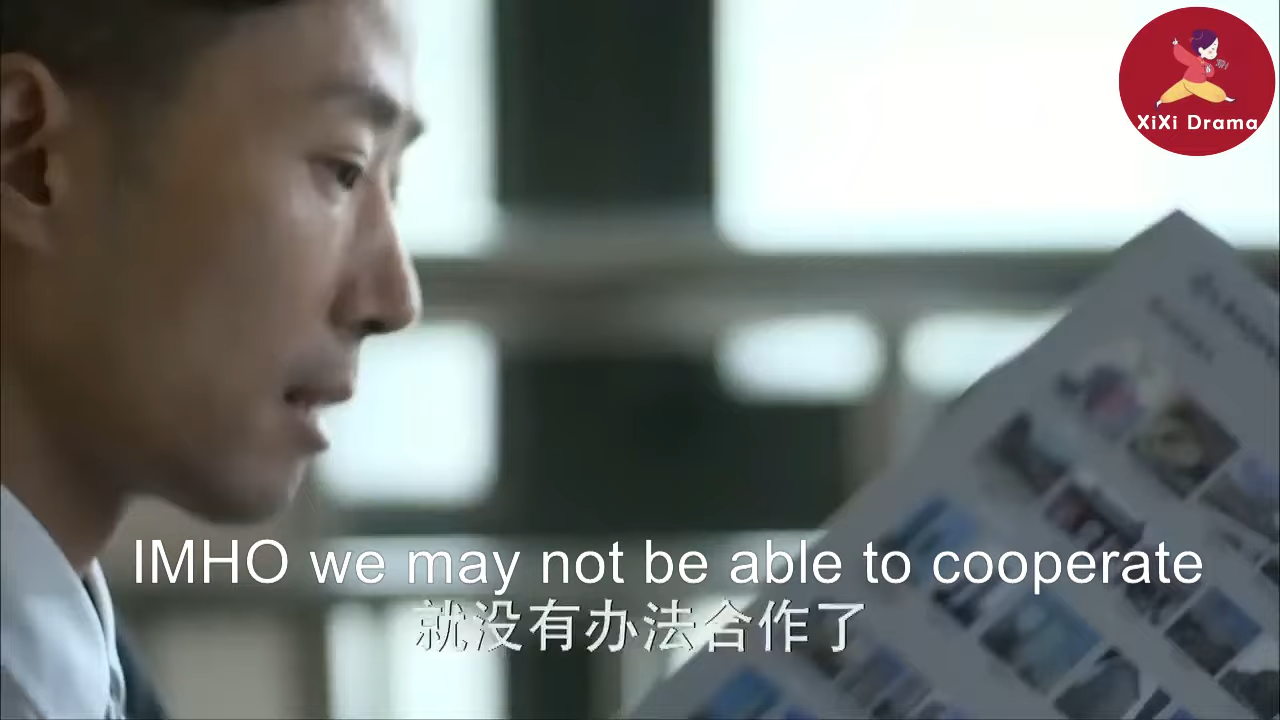 XiXi Drama
IMHO we may not be able to cooperate
就没有办法合作了